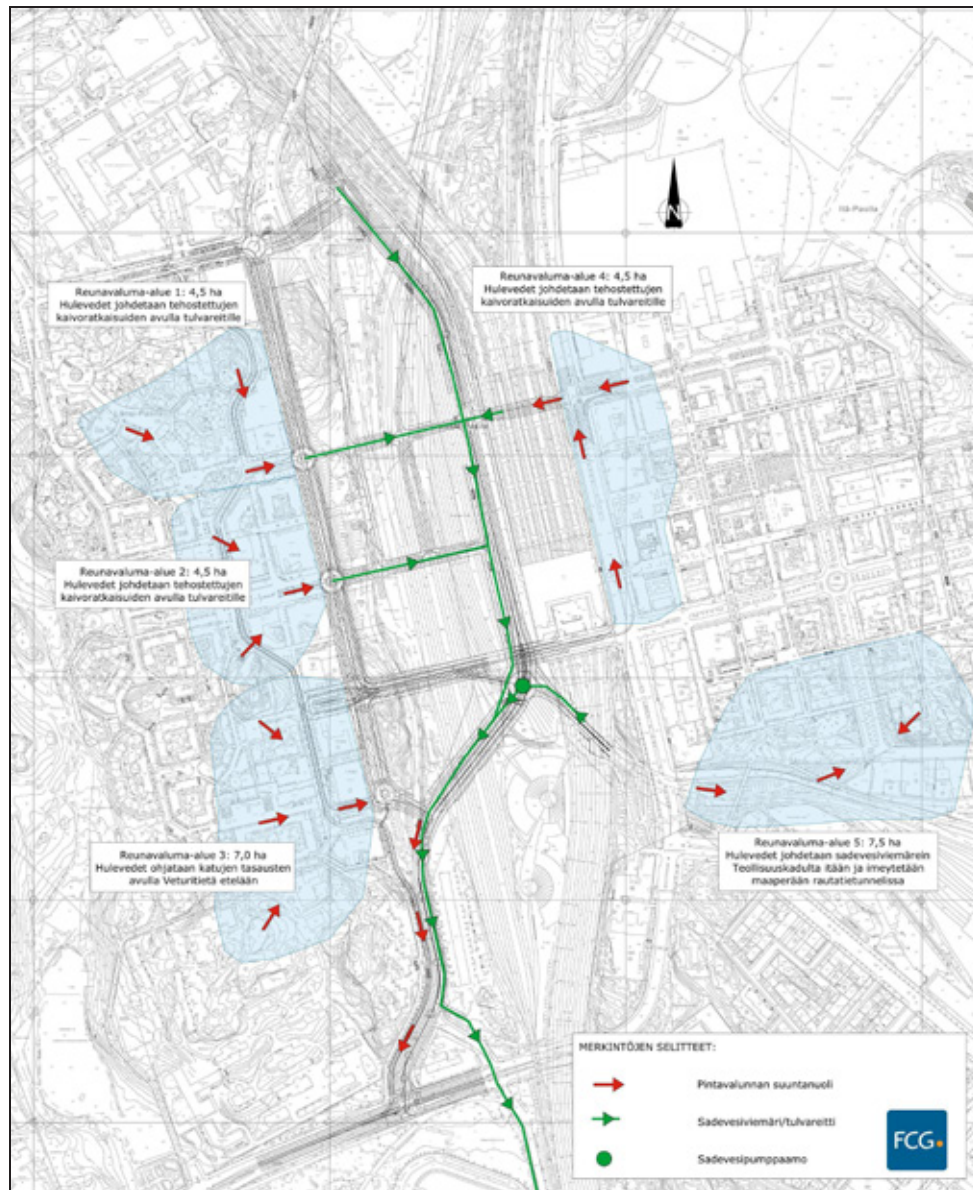 Itä-Pasila
N
Reunavaluma-alue 1: 4,5 ha
Hulevedet johdetaan tehostettujen
kaivoratkaisuiden avulla tulvareitille
Reunavaluma-alue 4: 4,5 ha
Hulevedet johdetaan tehostettujen
kaivoratkaisuiden avulla tulvareitille
Reunavaluma-alue 2: 4,5 ha
Hulevedet johdetaan tehostettujen
kaivoratkaisuiden avulla tulvareitille
Reunavaluma-alue 3: 7,0 ha
Hulevedet ohjataan katujen tasausten
avulla Veturitietä etelään
Reunavaluma-alue 5: 7,5 ha
Hulevedet johdetaan sadevesiviemärein
Teollisuuskadulta itään ja imeytetään
maaperään rautatietunnelissa
MERKINTÖJEN SELITTEET:
Pintavalunnan suuntanuoli
Sadevesiviemäri/tulvareitti
Sadevesipumppaamo
FCG.